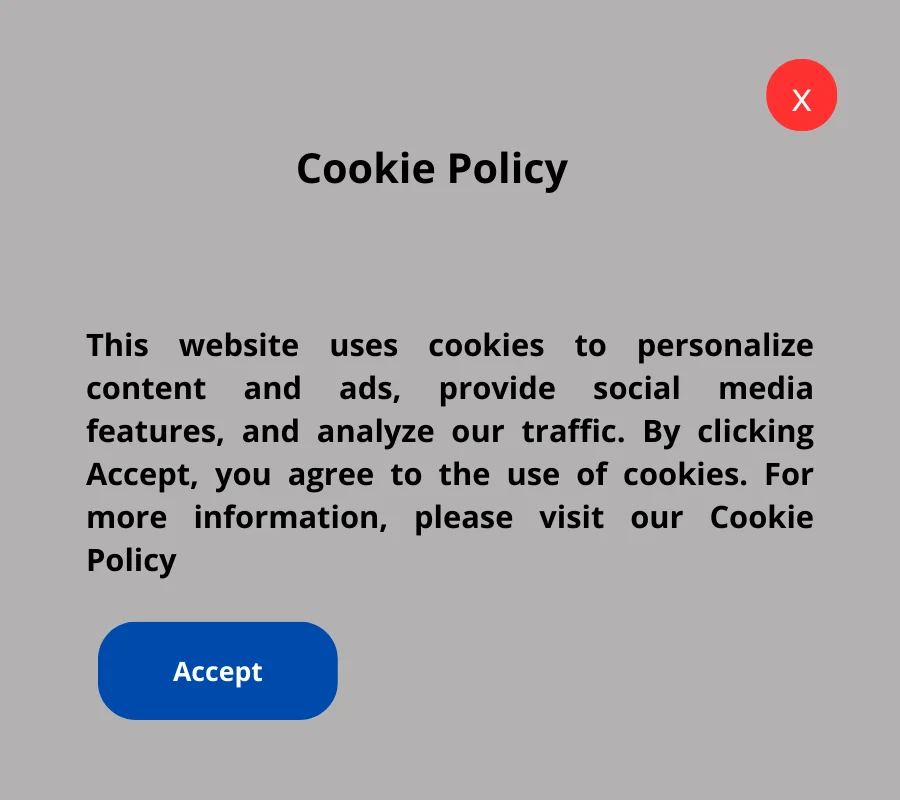 X
Cookie Policy
This website uses cookies to personalize
content and ads, provide social media
features, and analyze our traffic. By clicking
Accept, you agree to the use of cookies. For
more information, please visit our Cookie
Policy
Accept